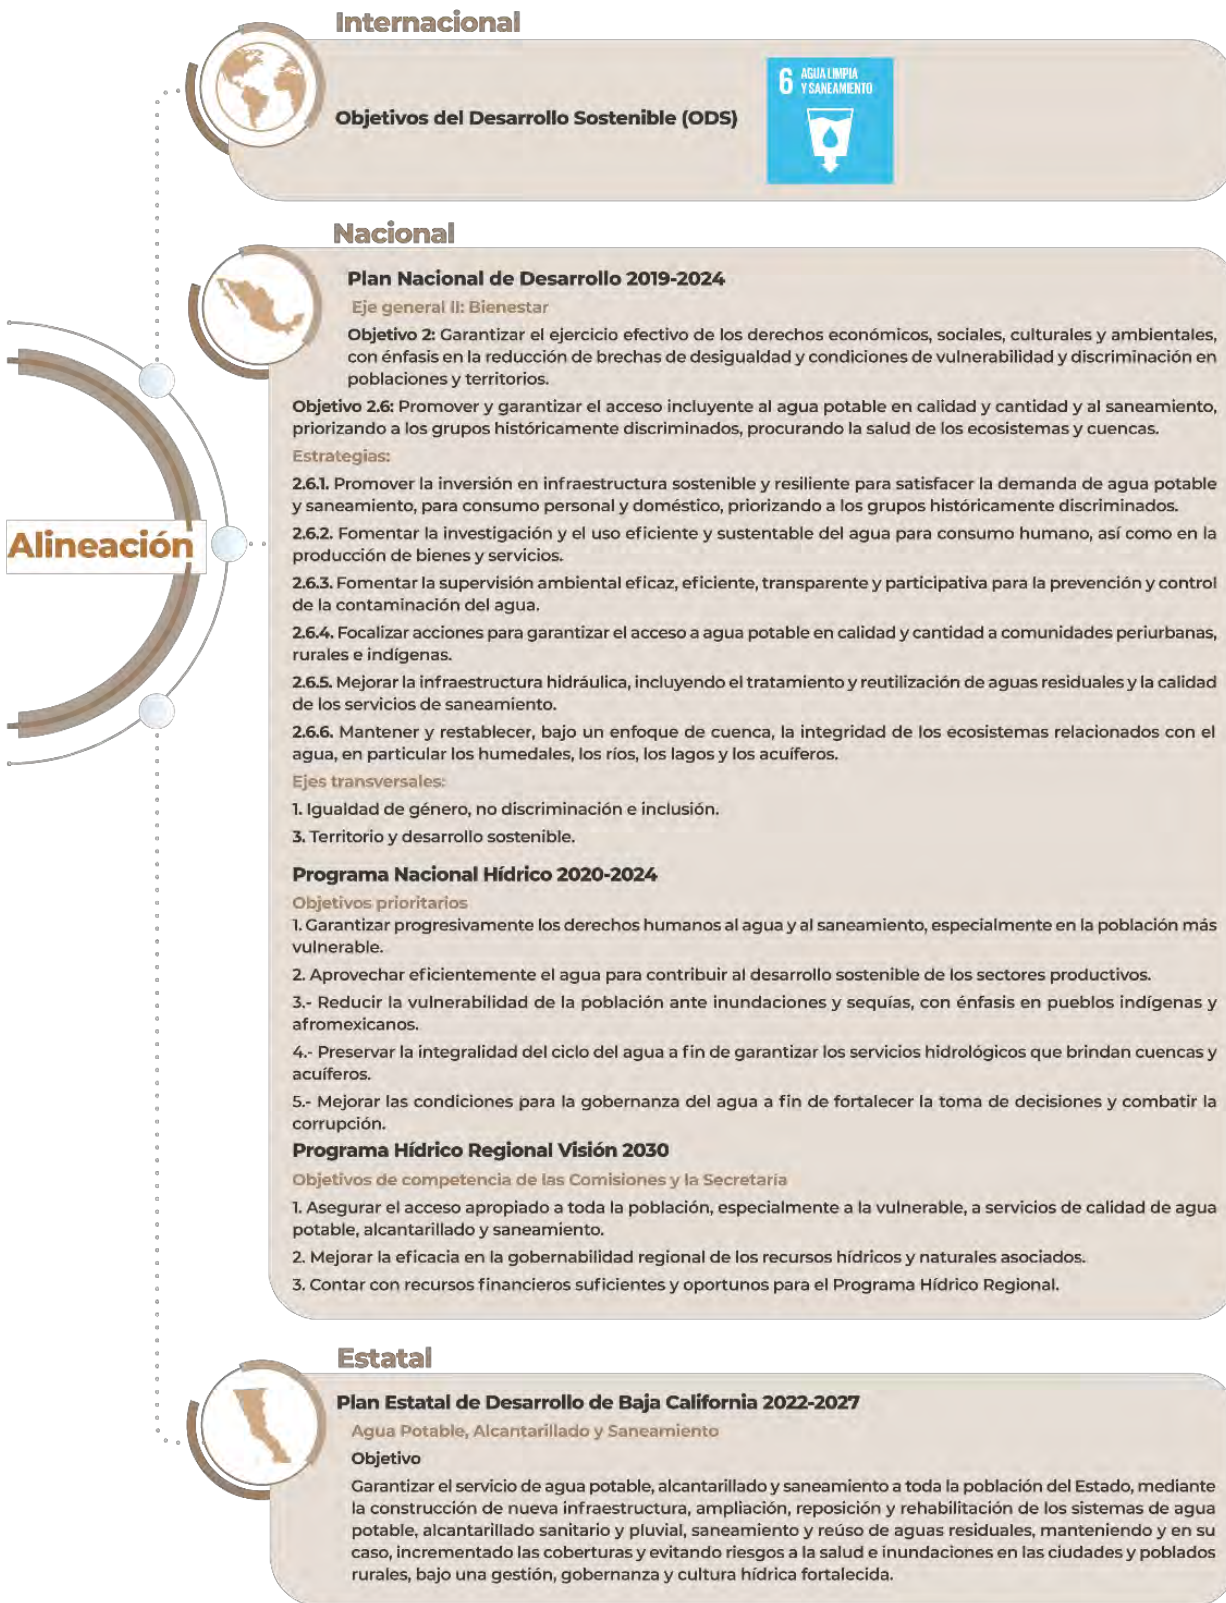 Internacional
Objetivos del Desarrollo Sostenible (ODS)
6 AGUA LIMPIA
Y SANEAMIENTO
Nacional
Plan Nacional de Desarrollo 2019-2024
Eje general II: Bienestar
Objetivo 2: Garantizar el ejercicio efectivo de los derechos económicos, sociales, culturales y ambientales,
con énfasis en la reducción de brechas de desigualdad y condiciones de vulnerabilidad y discriminación en
poblaciones y territorios.
Objetivo 2.6: Promover y garantizar el acceso incluyente al agua potable en calidad y cantidad y al saneamiento,
priorizando a los grupos históricamente discriminados, procurando la salud de los ecosistemas y cuencas.
Estrategias:
2.6.1. Promover la inversión en infraestructura sostenible y resiliente para satisfacer la demanda de agua potable
y saneamiento, para consumo personal y doméstico, priorizando a los grupos históricamente discriminados.
2.6.2. Fomentar la investigación y el uso eficiente y sustentable del agua para consumo humano, así como en la
producción de bienes y servicios.
2.6.3. Fomentar la supervisión ambiental eficaz, eficiente, transparente y participativa para la prevención y control
de la contaminación del agua.
2.6.4. Focalizar acciones para garantizar el acceso a agua potable en calidad y cantidad a comunidades periurbanas,
rurales e indígenas.
2.6.5. Mejorar la infraestructura hidráulica, incluyendo el tratamiento y reutilización de aguas residuales y la calidad
de los servicios de saneamiento.
2.6.6. Mantener y restablecer, bajo un enfoque de cuenca, la integridad de los ecosistemas relacionados con el
agua, en particular los humedales, los ríos, los lagos y los acuíferos.
Ejes transversales:
1. Igualdad de género, no discriminación e inclusión.
3. Territorio y desarrollo sostenible.
Programa Nacional Hídrico 2020-2024
Objetivos prioritarios
1. Garantizar progresivamente los derechos humanos al agua y al saneamiento, especialmente en la población más
vulnerable.
2. Aprovechar eficientemente el agua para contribuir al desarrollo sostenible de los sectores productivos.
3.- Reducir la vulnerabilidad de la población ante inundaciones y sequías, con énfasis en pueblos indígenas y
afromexicanos.
4.- Preservar la integralidad del ciclo del agua a fin de garantizar los servicios hidrológicos que brindan cuencas y
acuíferos.
5.- Mejorar las condiciones para la gobernanza del agua a fin de fortalecer la toma de decisiones y combatir la
corrupción.
Programa Hídrico Regional Visión 2030
Objetivos de competencia de las Comisiones y la Secretaría
1. Asegurar el acceso apropiado a toda la población, especialmente a la vulnerable, a servicios de calidad de agua
potable, alcantarillado y saneamiento.
2. Mejorar la eficacia en la gobernabilidad regional de los recursos hídricos y naturales asociados.
3. Contar con recursos financieros suficientes y oportunos para el Programa Hídrico Regional.
Alineación
Estatal
Plan Estatal de Desarrollo de Baja California 2022-2027
Agua Potable, Alcantarillado y Saneamiento
Objetivo
Garantizar el servicio de agua potable, alcantarillado y saneamiento a toda la población del Estado, mediante
la construcción de nueva infraestructura, ampliación, reposición y rehabilitación de los sistemas de agua
potable, alcantarillado sanitario y pluvial, saneamiento y reúso de aguas residuales, manteniendo y en su
caso, incrementado las coberturas y evitando riesgos a la salud e inundaciones en las ciudades y poblados
rurales, bajo una gestión, gobernanza y cultura hídrica fortalecida.